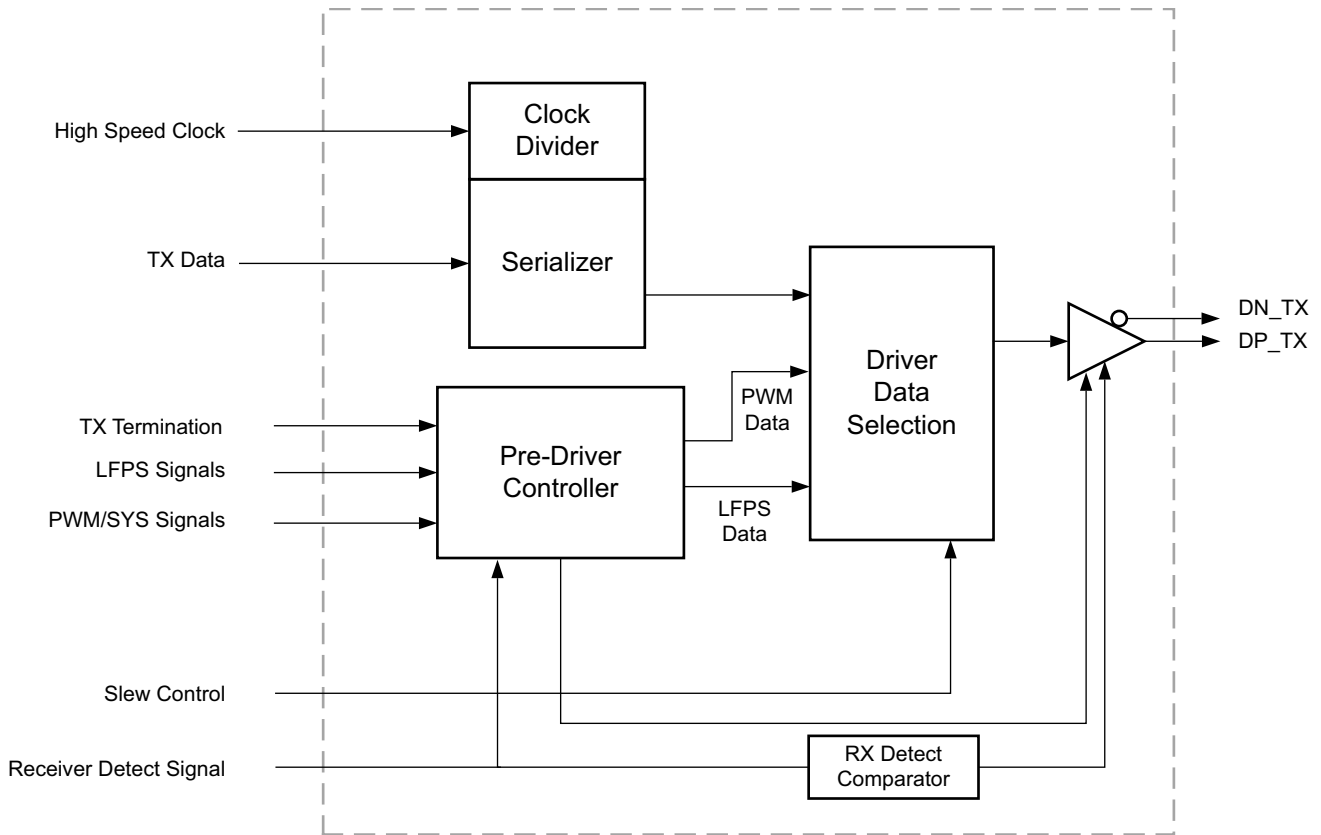 High Speed Clock
Clock
Divider
TX Data
Serializer
DN_TX
DP_TX
Driver
Data
Selection
PWM
Data
TX Termination
LFPS Signals
PWM/SYS Signals
Pre-Driver
Controller
LFPS
Data
Slew Control
Receiver Detect Signal
RX Detect
Comparator